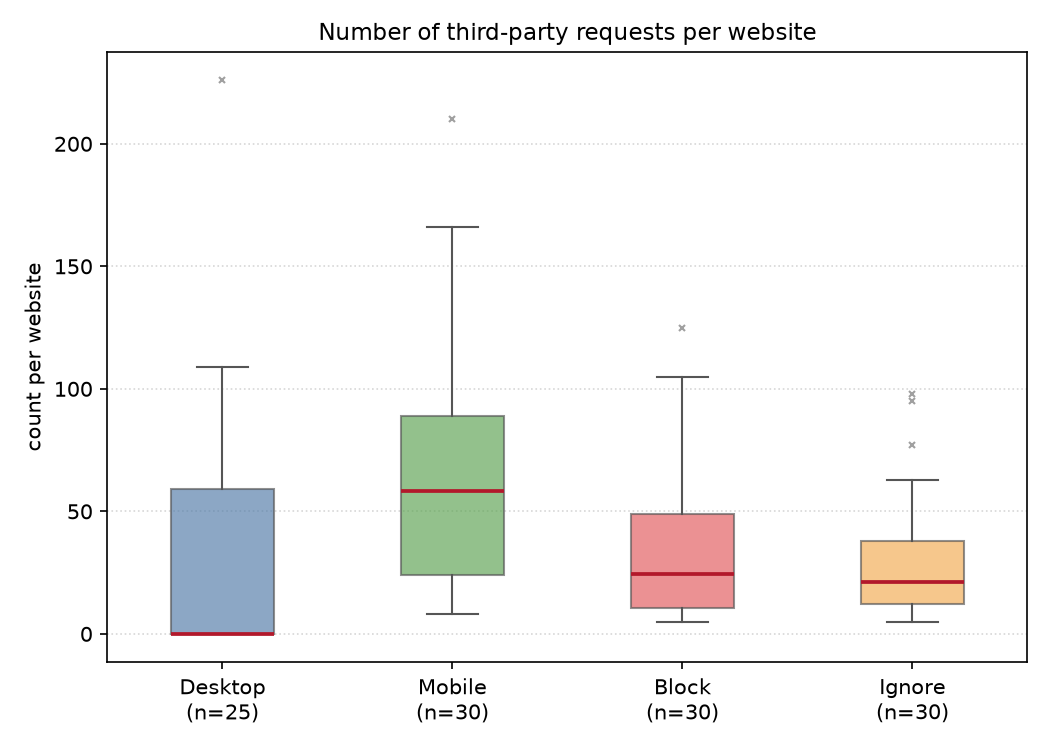 Number of third-party requests per website
count per website
200
150
100
50
0
Desktop
(n=25)
Mobile
(n=30)
Block
(n=30)
Ignore
(n=30)